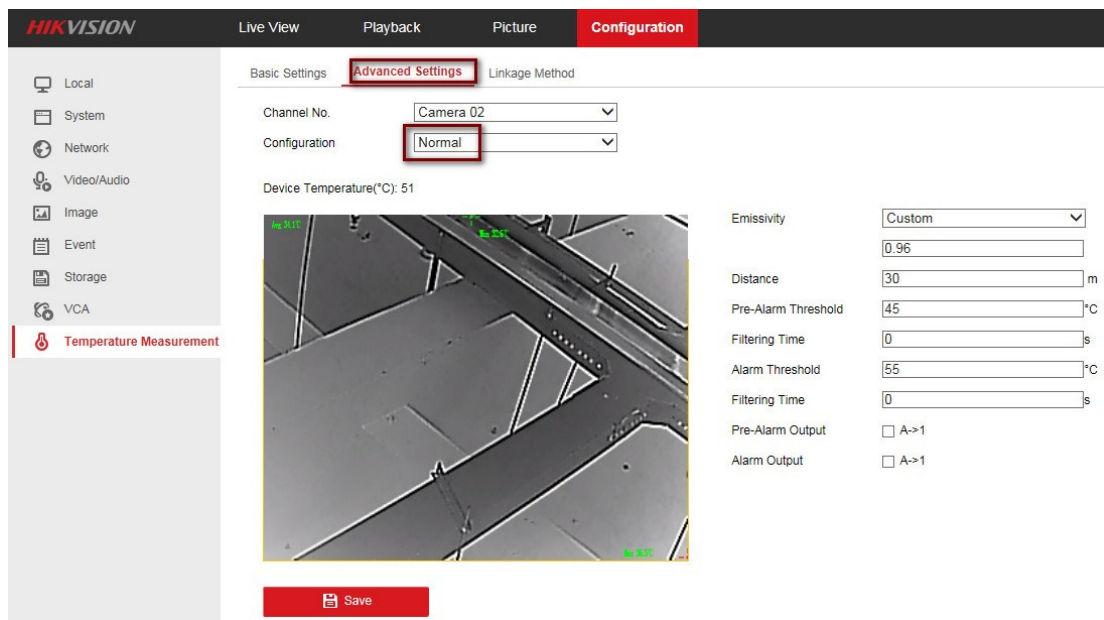 HIKVISION
Live View Playback Picture Configuration
Local
System
Network
Video/Audio
Image
Event
Storage
VCA
Temperature Measurement
Basic Settings Advanced Settings Linkage Method
Channel No. Camera 02
Configuration Normal
Device Temperature(°C): 51
Emissivity Custom
0.96
Distance 30 m
Pre-Alarm Threshold 45 °C
Filtering Time 0 s
Alarm Threshold 55 °C
Filtering Time 0 s
Pre-Alarm Output A->1
Alarm Output A->1
Save